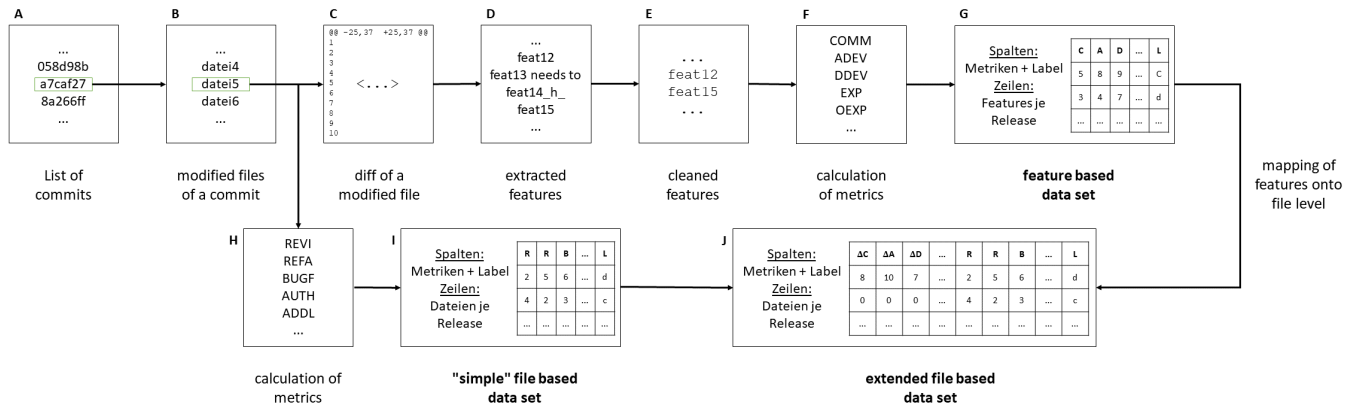 A
...
058d98b
a7caf27
8a266ff
...
List of
commits
B
...
datei4
datei5
datei6
...
modified files
of a commit
C
@@ -25,37 +25,37 @@
1
2
3
4
5
6
7
8
9
10
<...>
diff of a
modified file
D
...
feat12
feat13 needs to
feat14_h_
feat15
...
extracted
features
E
...
feat12
feat15
...
cleaned
features
F
COMM
ADEV
DDEV
EXP
OEXP
...
calculation
of metrics
G
Spalten:
Metriken + Label
Zeilen:
Features je
Release
C A D ... L
5 8 9 ... C
3 4 7 ... d
... ... ... ... ...
feature based
data set
mapping of
features onto
file level
H
REVI
REFA
BUGF
AUTH
ADDL
...
calculation of
metrics
I
Spalten:
Metriken + Label
Zeilen:
Dateien je
Release
R R B ... L
2 5 6 ... d
4 2 3 ... c
... ... ... ... ...
"simple" file based
data set
J
Spalten:
Metriken + Label
Zeilen:
Dateien je
Release
ΔC ΔA ΔD ... R R B ... L
8 10 7 ... 2 5 6 ... d
0 0 0 ... 4 2 3 ... c
... ... ... ... ... ... ... ... ...
extended file based
data set